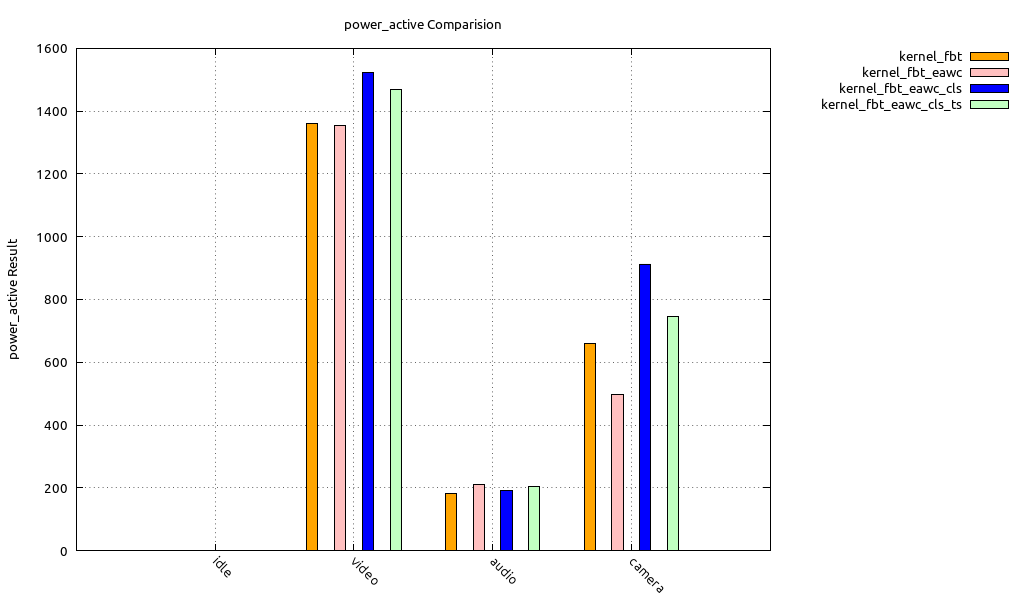 power_active Comparision
kernel_fbt
kernel_fbt_eawc
kernel_fbt_eawc_cls
kernel_fbt_eawc_cls_ts
power_active Result
1600
1400
1200
1000
800
600
400
200
0
idle
video
audio
camera